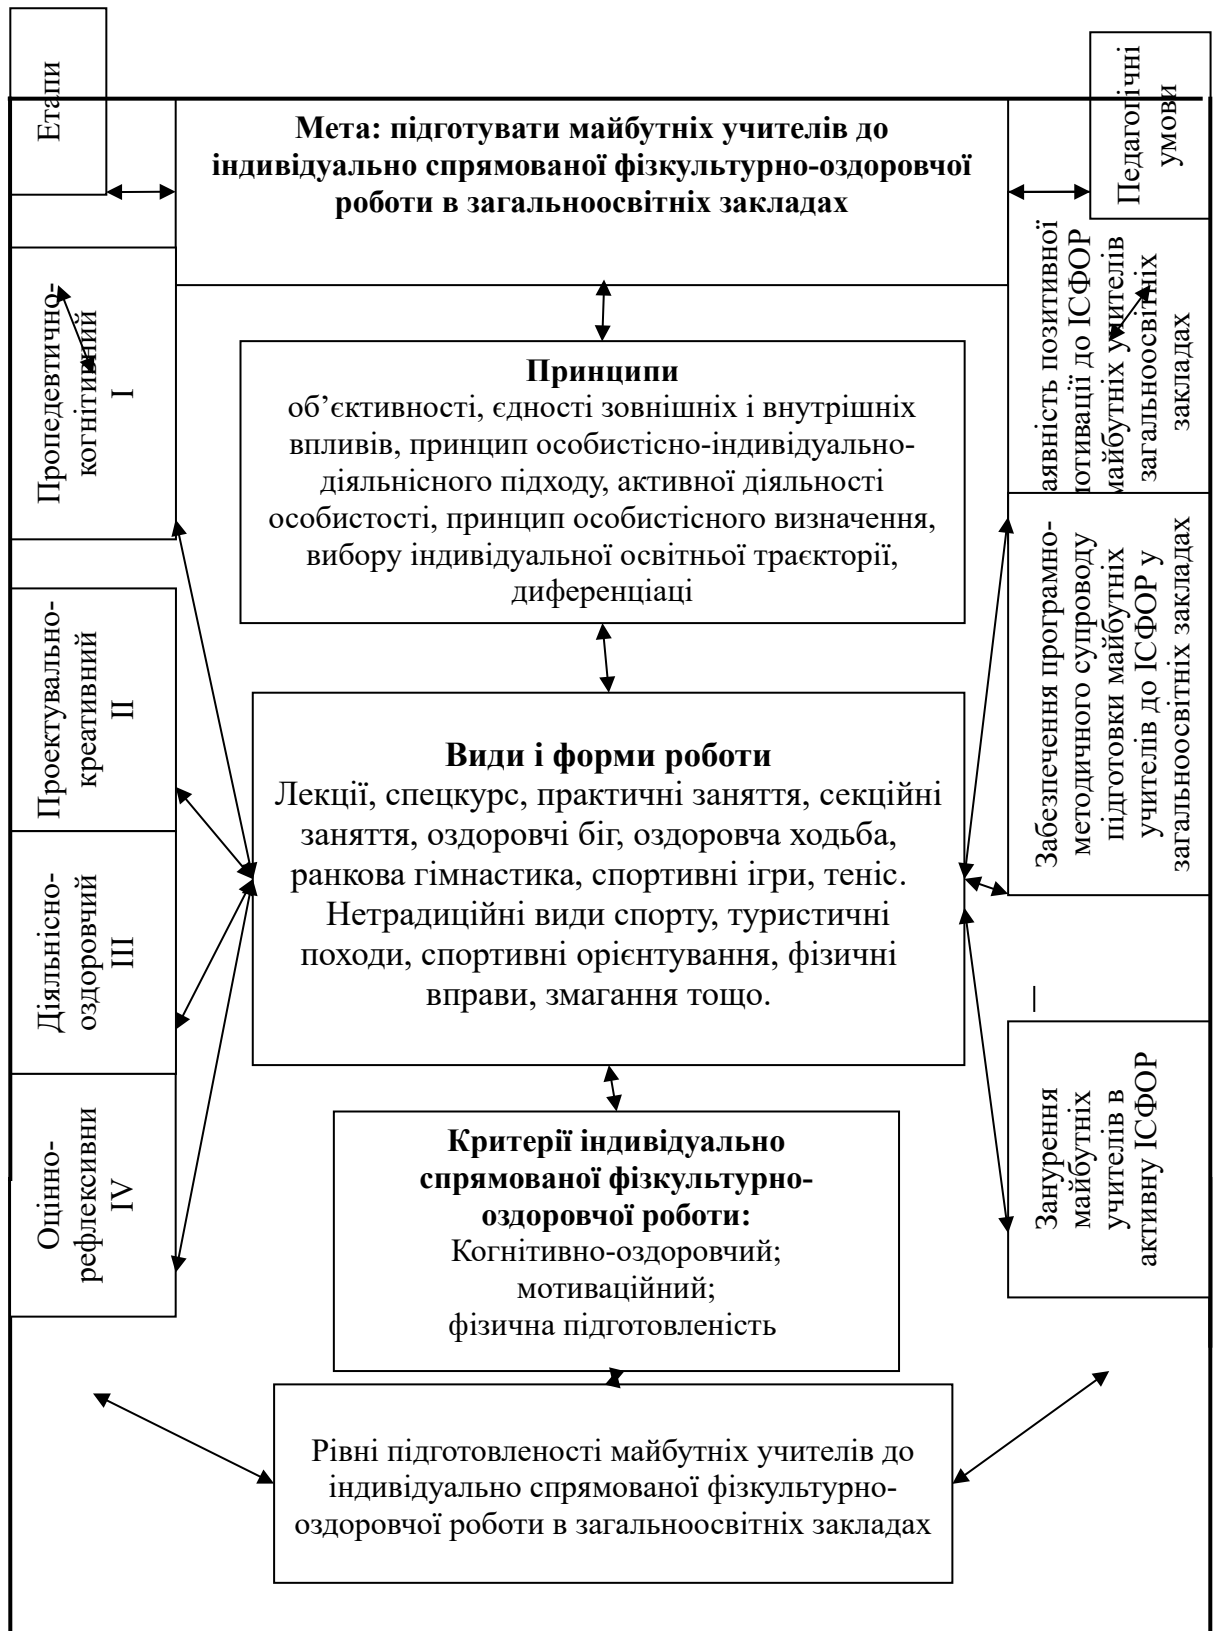 Етапи
Педагогічні
умови
Мета: підготувати майбутніх учителів до
індивідуально спрямованої фізкультурно-оздоровчої
роботи в загальноосвітніх закладах
Пропедевтично-
когнітивний
I
Проектувально-
креативний
II
Діяльнісно-
оздоровчий
III
Оцінно-
рефлексивни
IV
Принципи
об’єктивності, єдності зовнішніх і внутрішніх
впливів, принцип особистісно-індивідуально-
діяльнісного підходу, активної діяльності
особистості, принцип особистісного визначення,
вибору індивідуальної освітньої траєкторії,
диференціаці
Види і форми роботи
Лекції, спецкурс, практичні заняття, секційні
заняття, оздоровчі біг, оздоровча ходьба,
ранкова гімнастика, спортивні ігри, теніс.
Нетрадиційні види спорту, туристичні
походи, спортивні орієнтування, фізичні
вправи, змагання тощо.
Критерії індивідуально
спрямованої фізкультурно-
оздоровчої роботи:
Когнітивно-оздоровчий;
мотиваційний;
фізична підготовленість
Рівні підготовленості майбутніх учителів до
індивідуально спрямованої фізкультурно-
оздоровчої роботи в загальноосвітніх закладах
аявність позитивної
отивації до ІСФОР
майбутніх учителів
загальноосвітніх
закладах
Забезпечення програмно-
методичного супроводу
підготовки майбутніх
учителів до ІСФОР у
загальноосвітніх закладах
Занурення
майбутніх
учителів в
активну ІСФОР